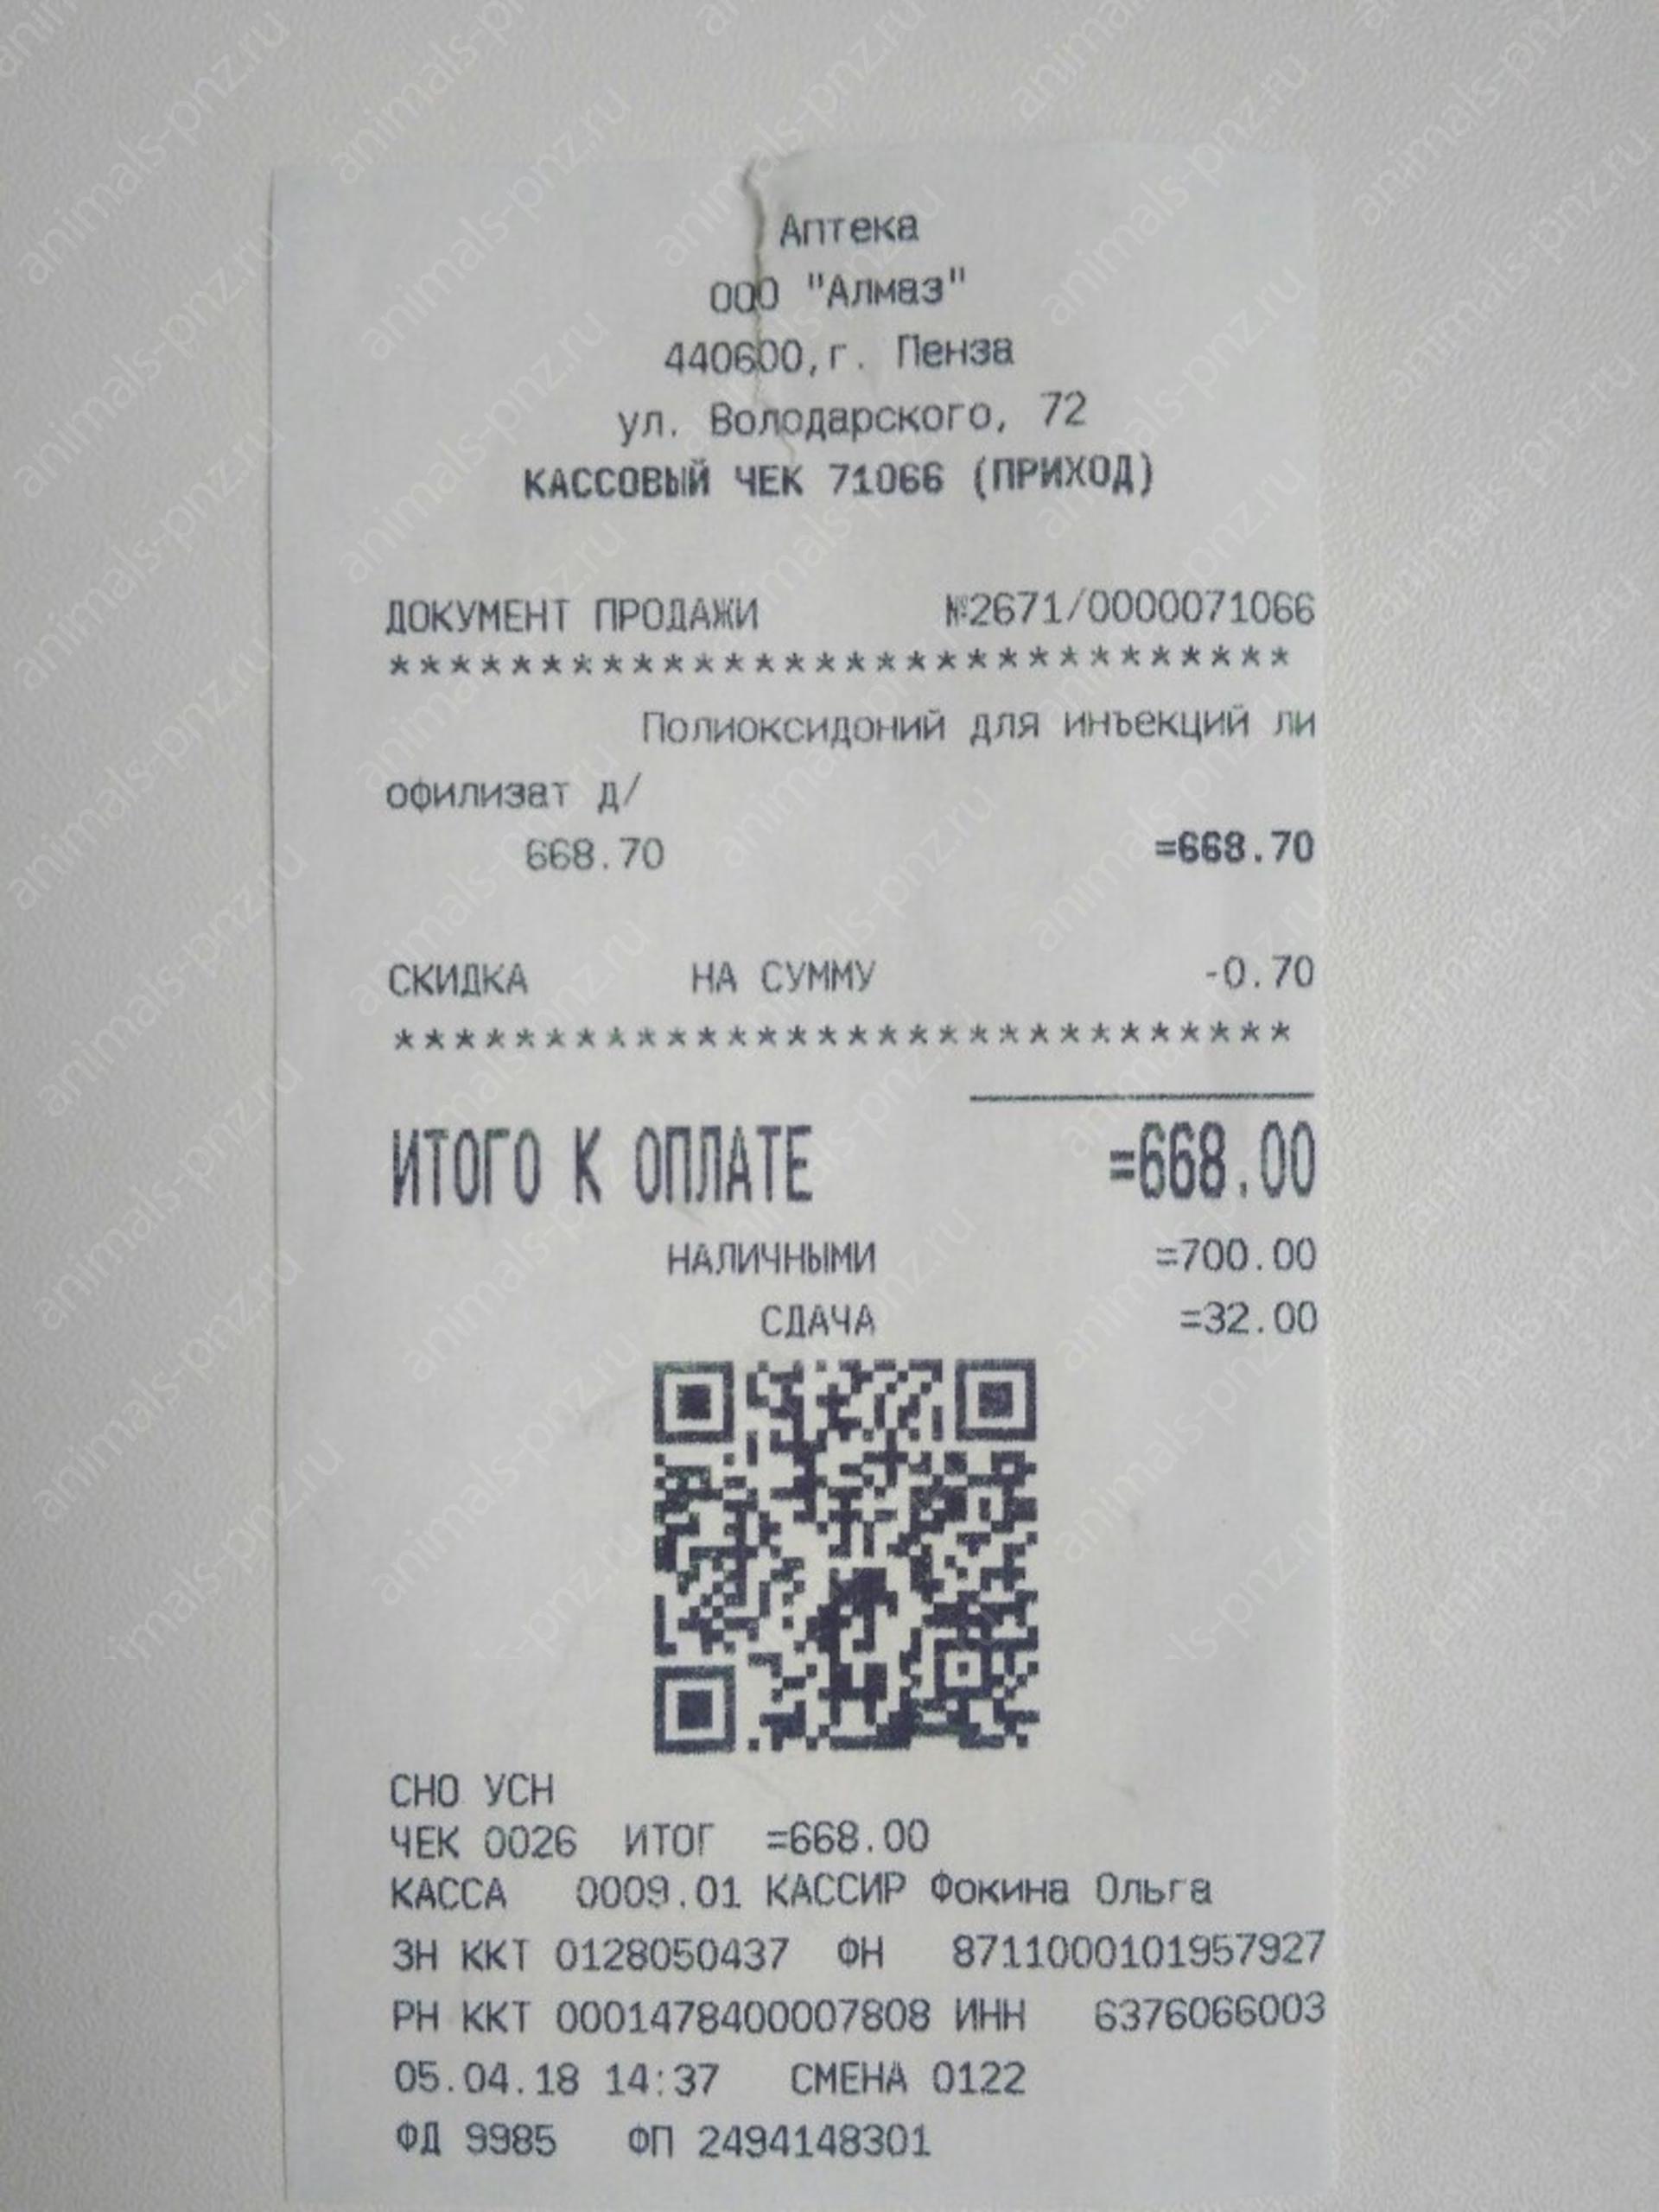 Аптека
ООО "Алмаз"
440600,г. Пенза
ул. Володарского, 72
КАССОВЫЙ ЧЕК 71066 (ПРИХОД)
ДОКУМЕНТ ПРОДАЖИ №2671/0000071066
******************************
Полиоксидоний для инъекций ли
офилизат д/
668.70 =668.70
СКИДКА НА СУММУ -0.70
******************************
ИТОГО К ОПЛАТЕ =668.00
НАЛИЧНЫМИ =700.00
СДАЧА =32.00
СНО УСН
ЧЕК 0026 ИТОГ =668.00
КАССА 0009.01 КАССИР Фокина Ольга
ЗН ККТ 0128050437 ФН 8711000101957927
РН ККТ 0001478400007808 ИНН 6376066003
05.04.18 14:37 СМЕНА 0122
ФД 9985 ФП 2494148301
animals-pnz.ru